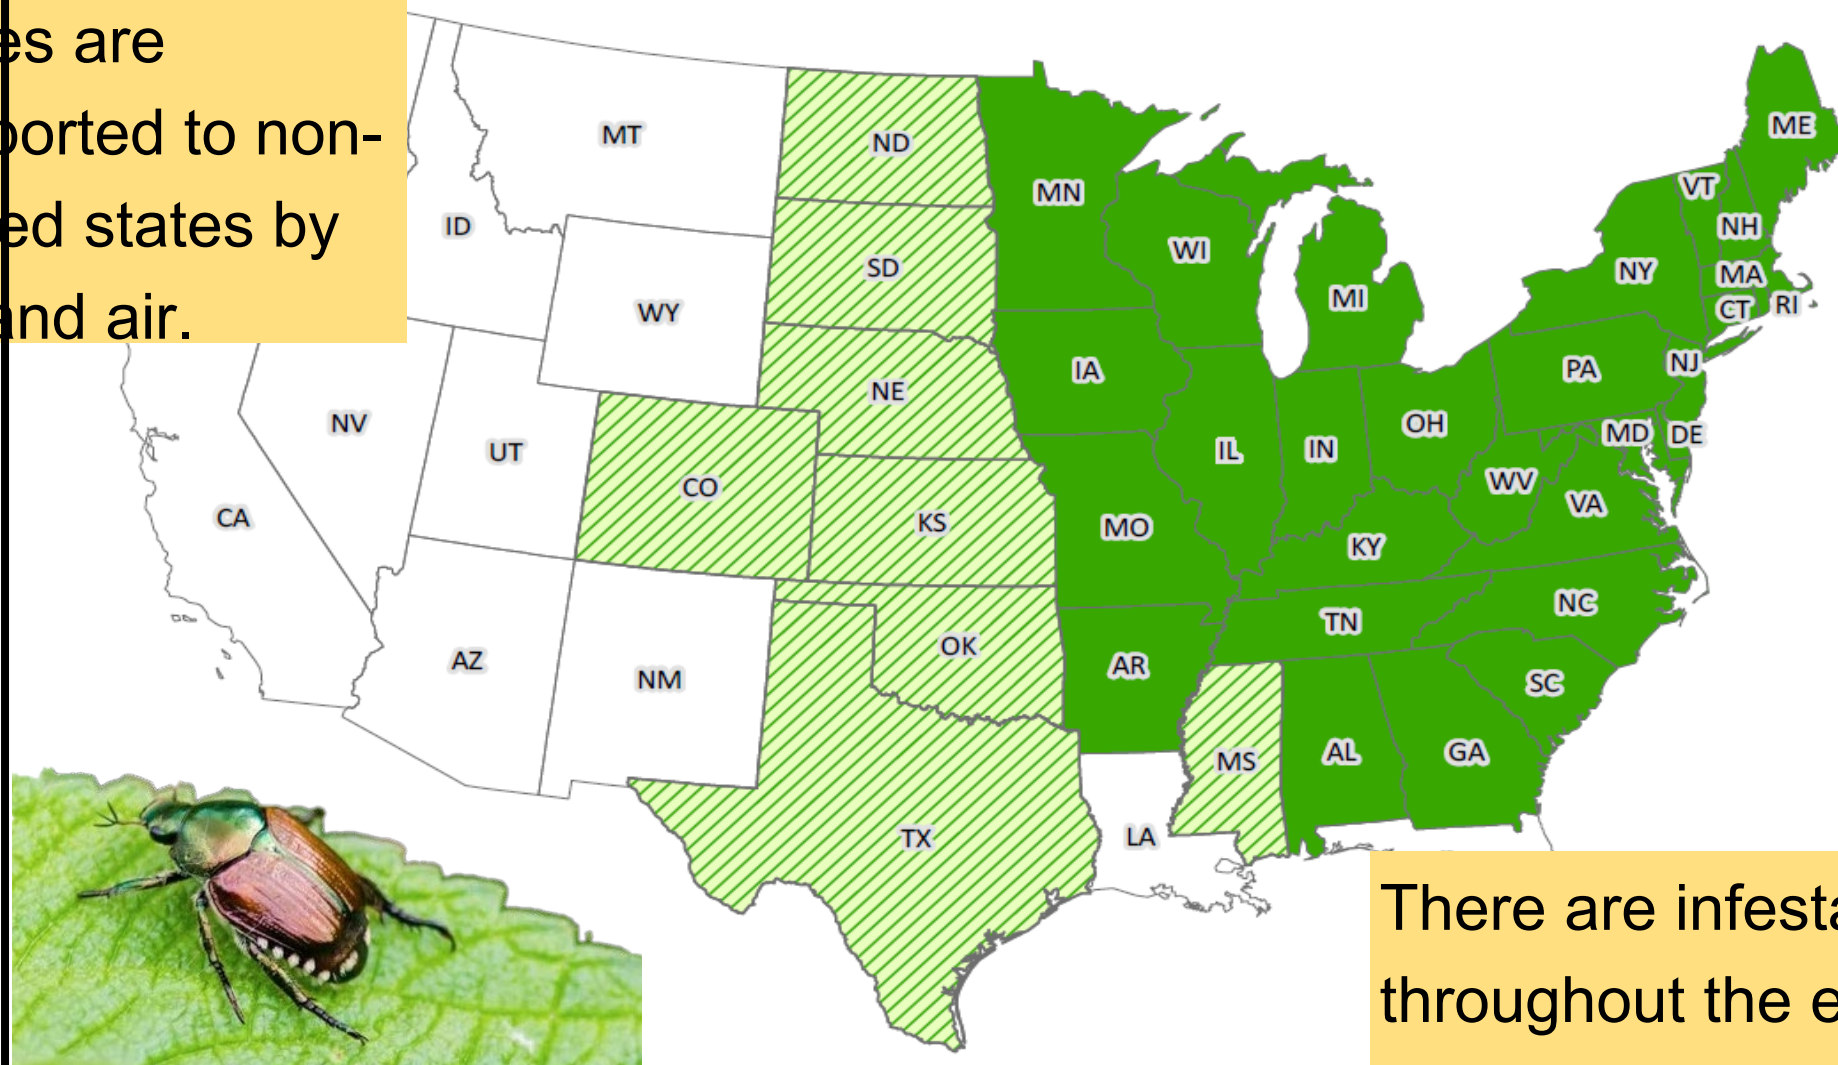 es are
ported to non-
ed states by
and air.
MT
ND
MN
ME
VT
NH
ID
WI
NY
MA
SD
MI
CT
RI
WY
IA
PA
NJ
NE
NV
OH
MD
DE
UT
IL
IN
WV
CO
VA
CA
KS
MO
KY
NC
TN
OK
AZ
AR
NM
SC
MS
AL
GA
TX
LA
There are infesta
throughout the e